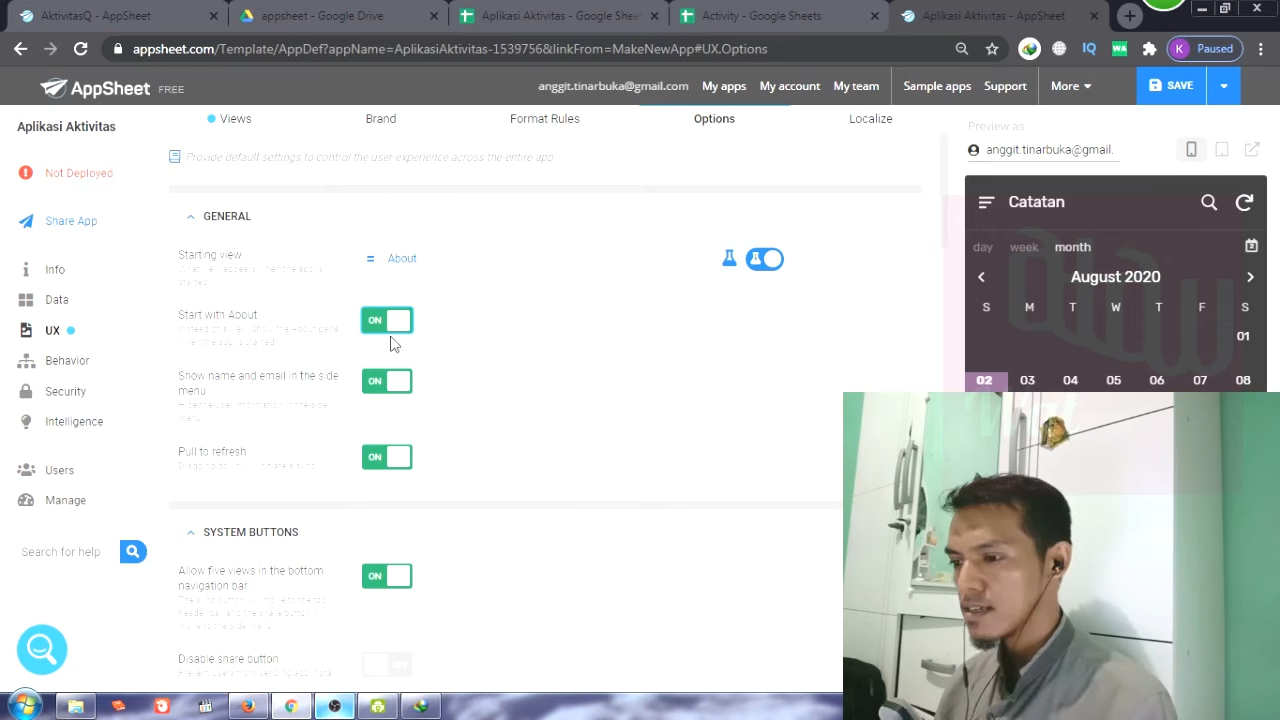 AktivitasQ - AppSheet
appsheet - Google Drive
Aplikasi Aktivitas - Google Shee
Activity - Google Sheets
Aplikasi Aktivitas - AppSheet
appsheet.com/Template/AppDef?appName=AplikasiAktivitas-1539756&linkFrom=MakeNewApp#UX.Options
IQ
WA
K Paused
AppSheet FREE
anggit.tinarbuka@gmail.com
My apps
My account
My team
Sample apps
Support
More
SAVE
Aplikasi Aktivitas
Views
Brand
Format Rules
Options
Localize
Preview as
anggit.tinarbuka@gmail.
Provide default settings to control the user experience across the entire app
Not Deployed
Share App
Info
Data
UX
Behavior
Security
Intelligence
Users
Manage
Search for help
GENERAL
Starting view
= About
Start with About
ON
Show name and email in the side
menu
ON
Pull to refresh
ON
SYSTEM BUTTONS
Allow five views in the bottom
navigation bar
ON
Disable share button
Catatan
day week month
August 2020
S M T W T F S
01
02 03 04 05 06 07 08